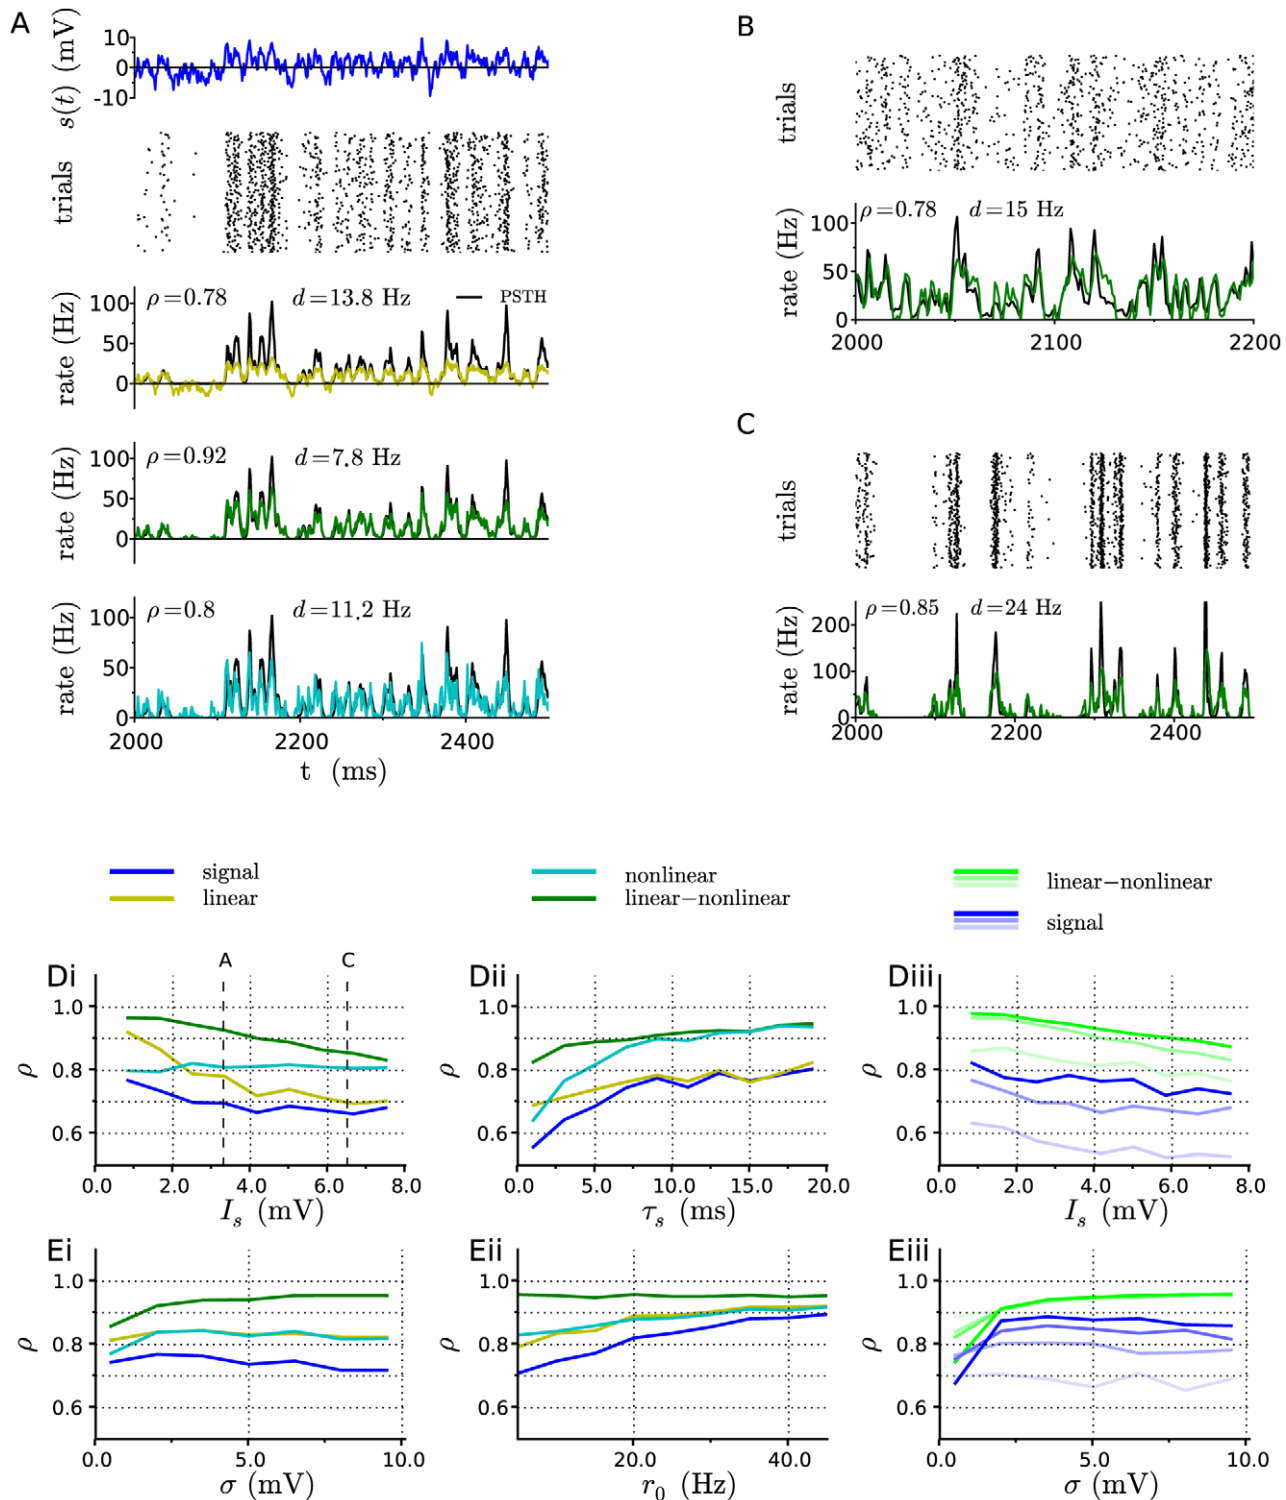 A
s(t) (mV)
10
0
-10
trials
rate (Hz)
100
50
0
ρ=0.78 d=13.8 Hz
PSTH
rate (Hz)
100
50
0
ρ=0.92 d=7.8 Hz
rate (Hz)
100
50
0
ρ=0.8 d=11.2 Hz
2000 2200 2400
t (ms)
B
trials
rate (Hz)
100
50
0
ρ=0.78 d=15 Hz
2000 2100 2200
C
trials
rate (Hz)
200
100
0
ρ=0.85 d=24 Hz
2000 2200 2400
signal
linear
nonlinear
linear−nonlinear
linear−nonlinear
signal
Di
A C
1.0
0.8
0.6
ρ
0.0 2.0 4.0 6.0 8.0
I_s (mV)
Dii
1.0
0.8
0.6
ρ
0.0 5.0 10.0 15.0 20.0
τ_s (ms)
Diii
1.0
0.8
0.6
ρ
0.0 2.0 4.0 6.0 8.0
I_s (mV)
Ei
1.0
0.8
0.6
ρ
0.0 5.0 10.0
σ (mV)
Eii
1.0
0.8
0.6
ρ
20.0 40.0
r_0 (Hz)
Eiii
1.0
0.8
0.6
ρ
0.0 5.0 10.0
σ (mV)